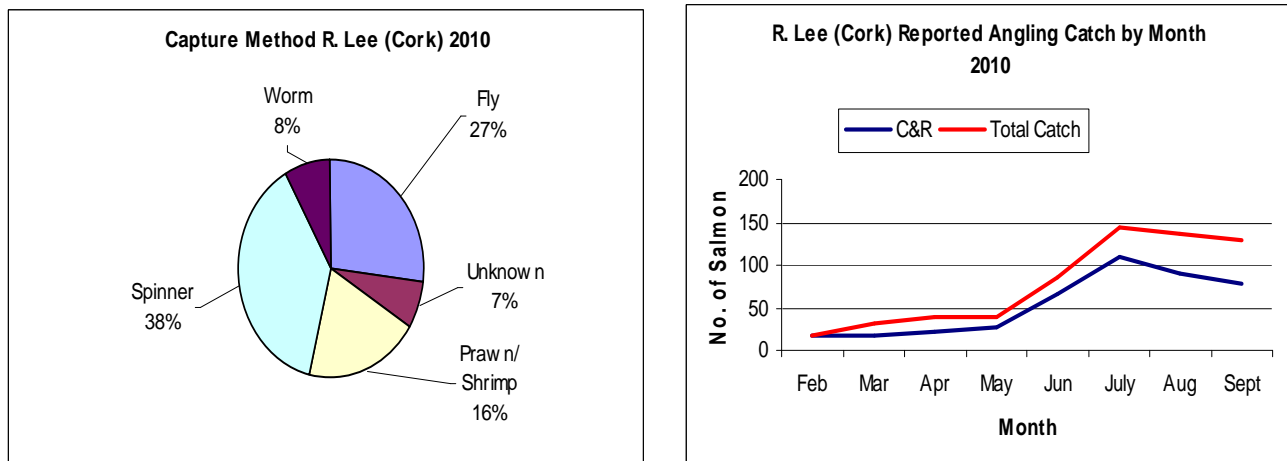 Capture Method R. Lee (Cork) 2010
Worm
8%
Fly
27%
Unknow n
7%
Praw n/
Shrimp
16%
Spinner
38%
R. Lee (Cork) Reported Angling Catch by Month
2010
C&R
Total Catch
No. of Salmon
200
150
100
50
0
Feb Mar Apr May Jun July Aug Sept
Month